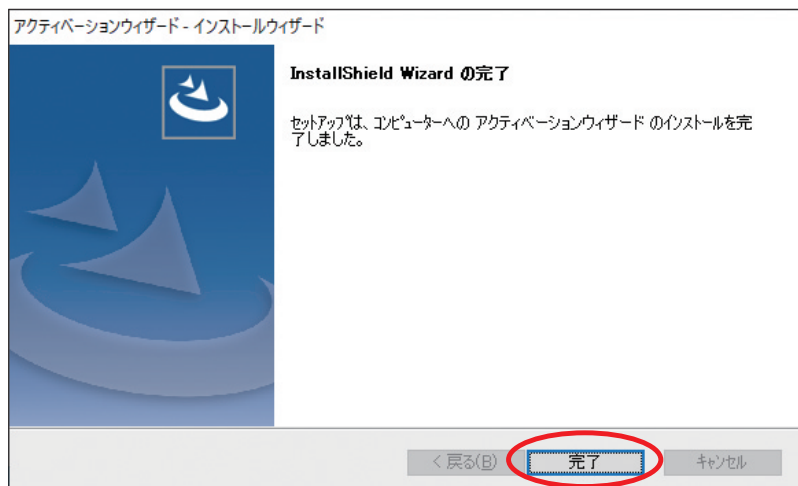 アクティベーションウィザード - インストールウィザード
InstallShield Wizard の完了
セットアップは、コンピューターへの アクティベーションウィザード のインストールを完
了しました。
< 戻る(B) 完了 キャンセル